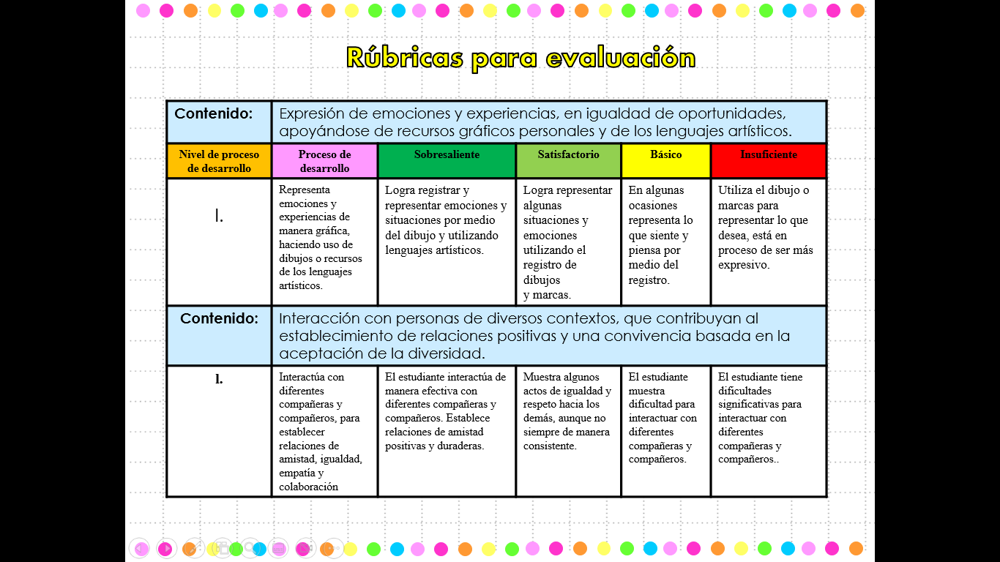 Rúbricas para evaluación
Contenido:
Expresión de emociones y experiencias, en igualdad de oportunidades,
apoyándose de recursos gráficos personales y de los lenguajes artísticos.
Nivel de proceso
de desarrollo
Proceso de
desarrollo
Sobresaliente
Satisfactorio
Básico
Insuficiente
I.
Representa
emociones y
experiencias de
manera gráfica,
haciendo uso de
dibujos o recursos
de los lenguajes
artísticos.
Logra registrar y
representar emociones y
situaciones por medio
del dibujo y utilizando
lenguajes artísticos.
Logra representar
algunas
situaciones y
emociones
utilizando el
registro de
dibujos
y marcas.
En algunas
ocasiones
representa lo
que siente y
piensa por
medio del
registro.
Utiliza el dibujo o
marcas para
representar lo que
desea, está en
proceso de ser más
expresivo.
Contenido:
Interacción con personas de diversos contextos, que contribuyan al
establecimiento de relaciones positivas y una convivencia basada en la
aceptación de la diversidad.
I.
Interactúa con
diferentes
compañeras y
compañeros, para
establecer
relaciones de
amistad, igualdad,
empatía y
colaboración
El estudiante interactúa de
manera efectiva con
diferentes compañeras y
compañeros. Establece
relaciones de amistad
positivas y duraderas.
Muestra algunos
actos de igualdad y
respeto hacia los
demás, aunque no
siempre de manera
consistente.
El estudiante
muestra
dificultad para
interactuar con
diferentes
compañeras y
compañeros.
El estudiante tiene
dificultades
significativas para
interactuar con
diferentes
compañeras y
compañeros..